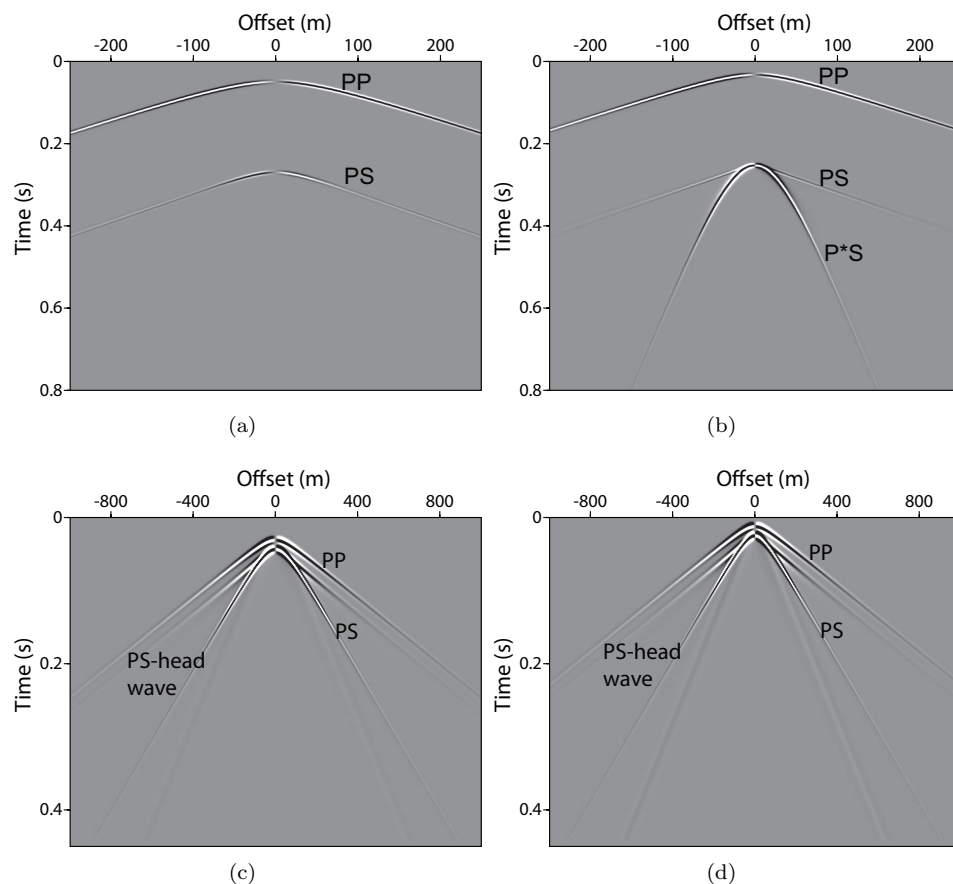 Offset (m)
-200 -100 0 100 200
0
0.2
0.4
0.6
0.8
Time (s)
PP
PS
(a)
Offset (m)
-200 -100 0 100 200
0
0.2
0.4
0.6
0.8
Time (s)
PP
PS
P*S
(b)
Offset (m)
-800 -400 0 400 800
0
0.2
0.4
Time (s)
PP
PS
PS-head
wave
(c)
Offset (m)
-800 -400 0 400 800
0
0.2
0.4
Time (s)
PP
PS
PS-head
wave
(d)